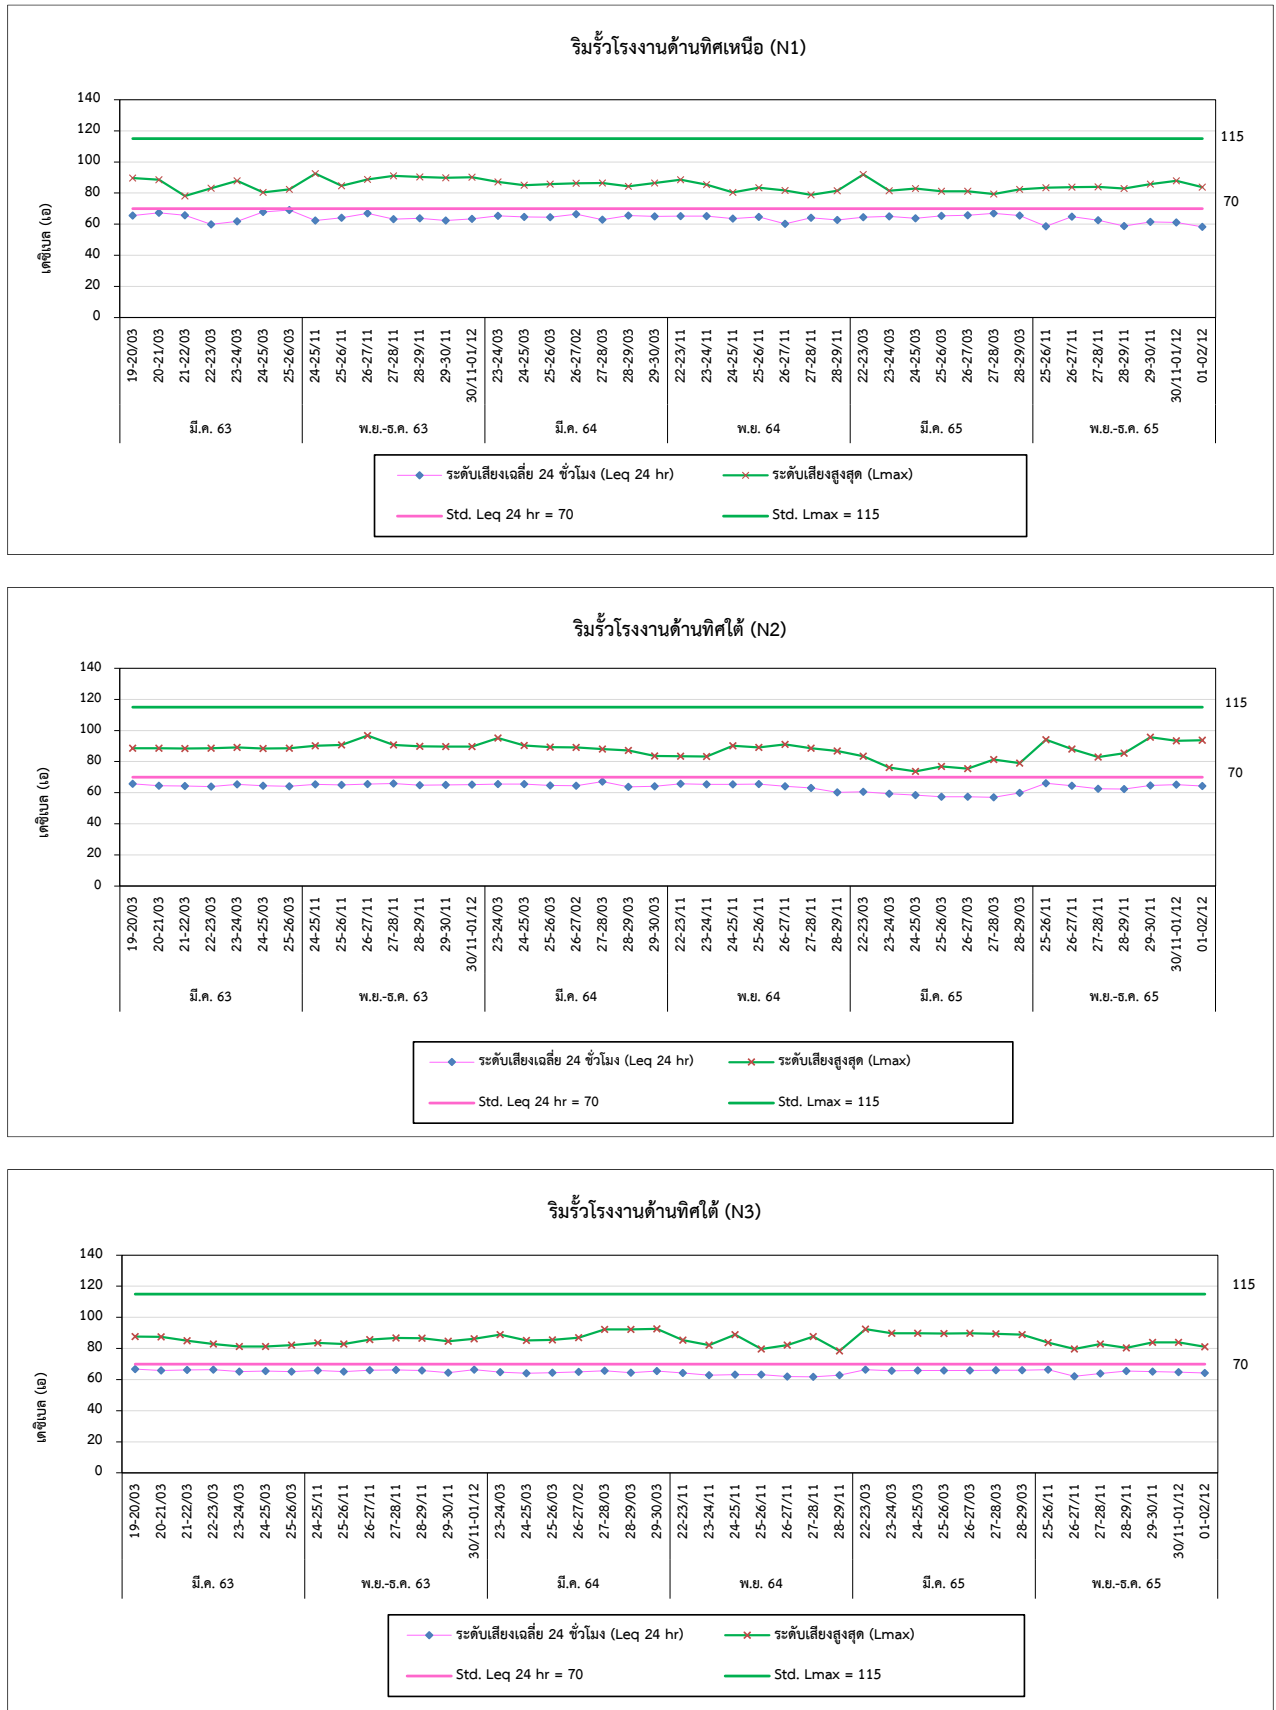 ริมรั้วโรงงานด้านทิศเหนือ (N1)
140
120
100
80
60
40
20
0
เดซิเบล (เอ)
115
70
19-20/03 20-21/03 21-22/03 22-23/03 23-24/03 24-25/03 25-26/03 24-25/11 25-26/11 26-27/11 27-28/11 28-29/11 29-30/11 30/11-01/12 23-24/03 24-25/03 25-26/03 26-27/02 27-28/03 28-29/03 29-30/03 22-23/11 23-24/11 24-25/11 25-26/11 26-27/11 27-28/11 28-29/11 22-23/03 23-24/03 24-25/03 25-26/03 26-27/03 27-28/03 28-29/03 25-26/11 26-27/11 27-28/11 28-29/11 29-30/11 30/11-01/12 01-02/12
มี.ค. 63 พ.ย.-ธ.ค. 63 มี.ค. 64 พ.ย. 64 มี.ค. 65 พ.ย.-ธ.ค. 65
ระดับเสียงเฉลี่ย 24 ชั่วโมง (Leq 24 hr) ระดับเสียงสูงสุด (Lmax)
Std. Leq 24 hr = 70 Std. Lmax = 115
ริมรั้วโรงงานด้านทิศใต้ (N2)
140
120
100
80
60
40
20
0
เดซิเบล (เอ)
115
70
19-20/03 20-21/03 21-22/03 22-23/03 23-24/03 24-25/03 25-26/03 24-25/11 25-26/11 26-27/11 27-28/11 28-29/11 29-30/11 30/11-01/12 23-24/03 24-25/03 25-26/03 26-27/02 27-28/03 28-29/03 29-30/03 22-23/11 23-24/11 24-25/11 25-26/11 26-27/11 27-28/11 28-29/11 22-23/03 23-24/03 24-25/03 25-26/03 26-27/03 27-28/03 28-29/03 25-26/11 26-27/11 27-28/11 28-29/11 29-30/11 30/11-01/12 01-02/12
มี.ค. 63 พ.ย.-ธ.ค. 63 มี.ค. 64 พ.ย. 64 มี.ค. 65 พ.ย.-ธ.ค. 65
ระดับเสียงเฉลี่ย 24 ชั่วโมง (Leq 24 hr) ระดับเสียงสูงสุด (Lmax)
Std. Leq 24 hr = 70 Std. Lmax = 115
ริมรั้วโรงงานด้านทิศใต้ (N3)
140
120
100
80
60
40
20
0
เดซิเบล (เอ)
115
70
19-20/03 20-21/03 21-22/03 22-23/03 23-24/03 24-25/03 25-26/03 24-25/11 25-26/11 26-27/11 27-28/11 28-29/11 29-30/11 30/11-01/12 23-24/03 24-25/03 25-26/03 26-27/02 27-28/03 28-29/03 29-30/03 22-23/11 23-24/11 24-25/11 25-26/11 26-27/11 27-28/11 28-29/11 22-23/03 23-24/03 24-25/03 25-26/03 26-27/03 27-28/03 28-29/03 25-26/11 26-27/11 27-28/11 28-29/11 29-30/11 30/11-01/12 01-02/12
มี.ค. 63 พ.ย.-ธ.ค. 63 มี.ค. 64 พ.ย. 64 มี.ค. 65 พ.ย.-ธ.ค. 65
ระดับเสียงเฉลี่ย 24 ชั่วโมง (Leq 24 hr) ระดับเสียงสูงสุด (Lmax)
Std. Leq 24 hr = 70 Std. Lmax = 115